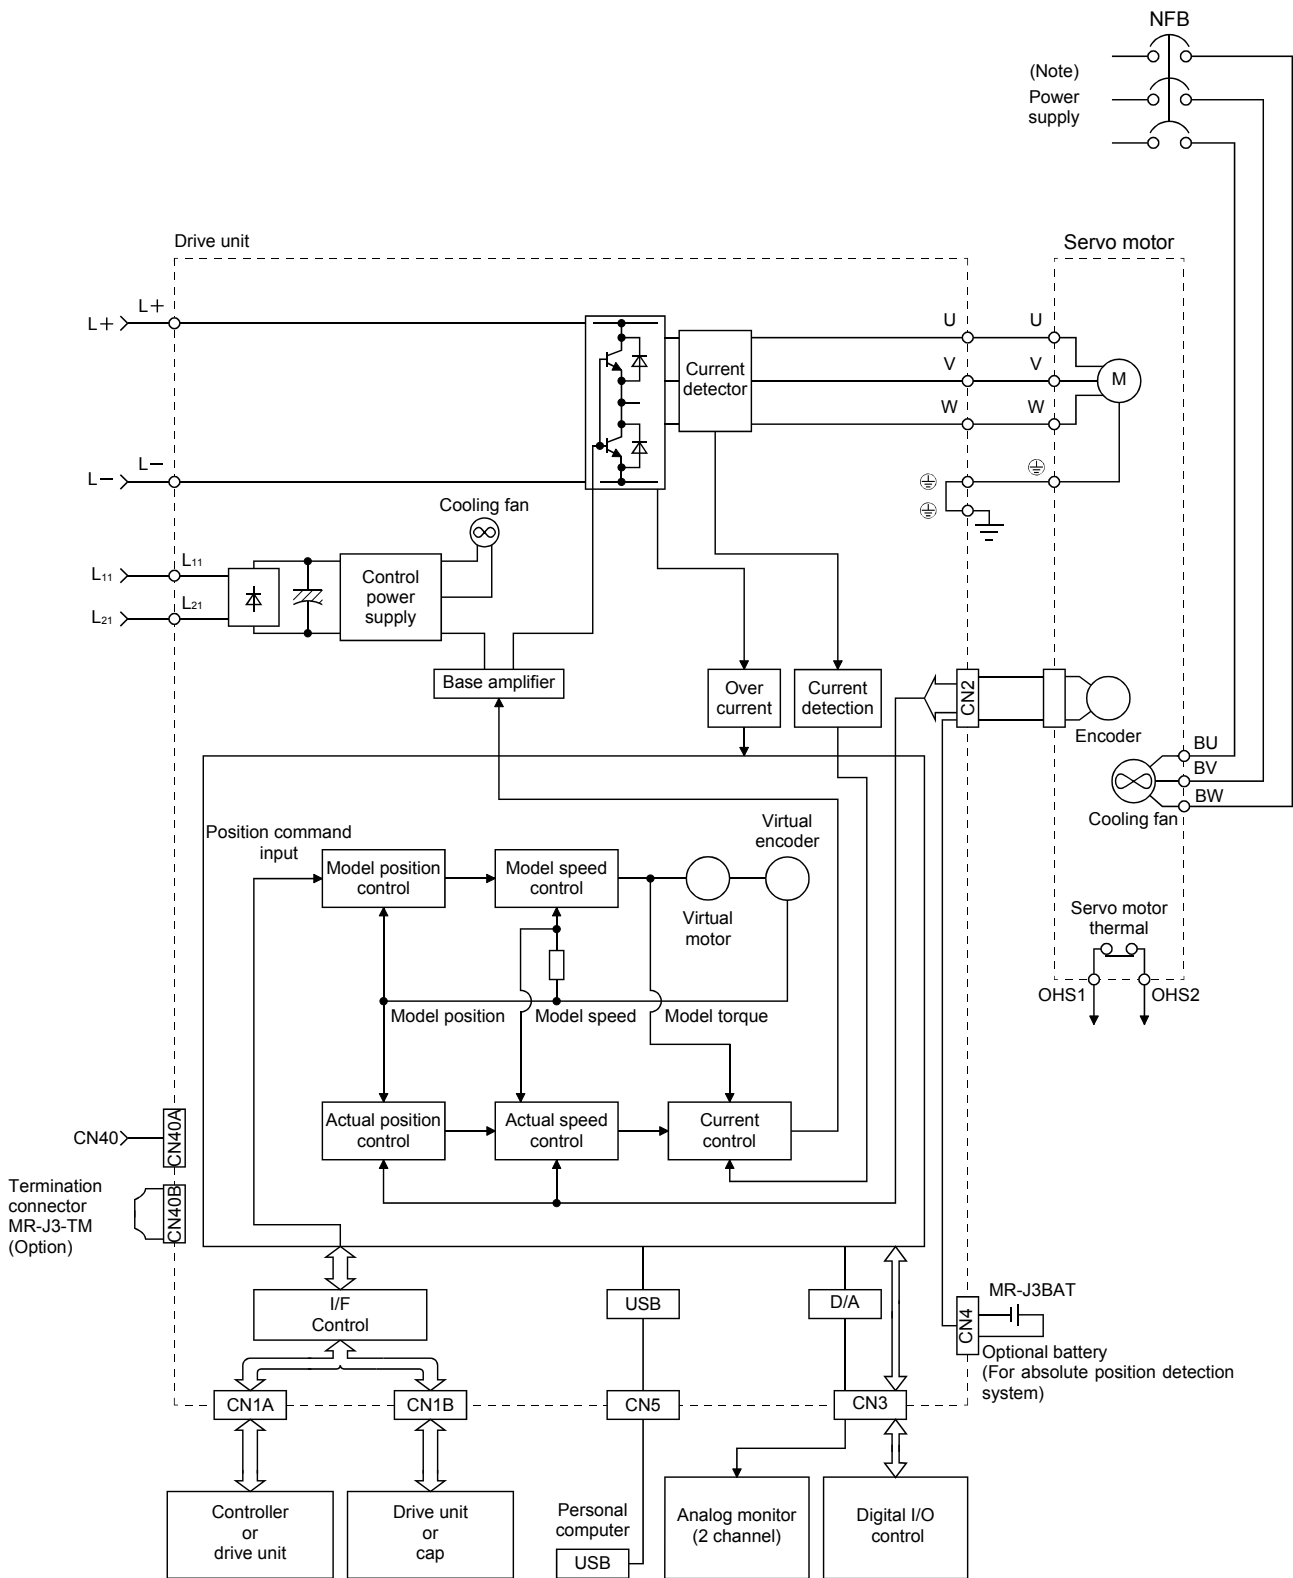 NFB
(Note)
Power
supply
Drive unit
Servo motor
L+
L+
U
U
V
V
W
W
Current
detector
M
L−
L−
Cooling fan
L11
L11
L21
L21
Control
power
supply
Base amplifier
Over
current
Current
detection
CN2
Encoder
BU
BV
BW
Cooling fan
Position command
input
Virtual
encoder
Model position
control
Model speed
control
Virtual
motor
Servo motor
thermal
OHS1
OHS2
Model position
Model speed
Model torque
Actual position
control
Actual speed
control
Current
control
CN40
CN40A
Termination
connector
MR-J3-TM
(Option)
CN40B
I/F
Control
USB
D/A
CN4
MR-J3BAT
Optional battery
(For absolute position detection
system)
CN1A
CN1B
CN5
CN3
Controller
or
drive unit
Drive unit
or
cap
Personal
computer
USB
Analog monitor
(2 channel)
Digital I/O
control